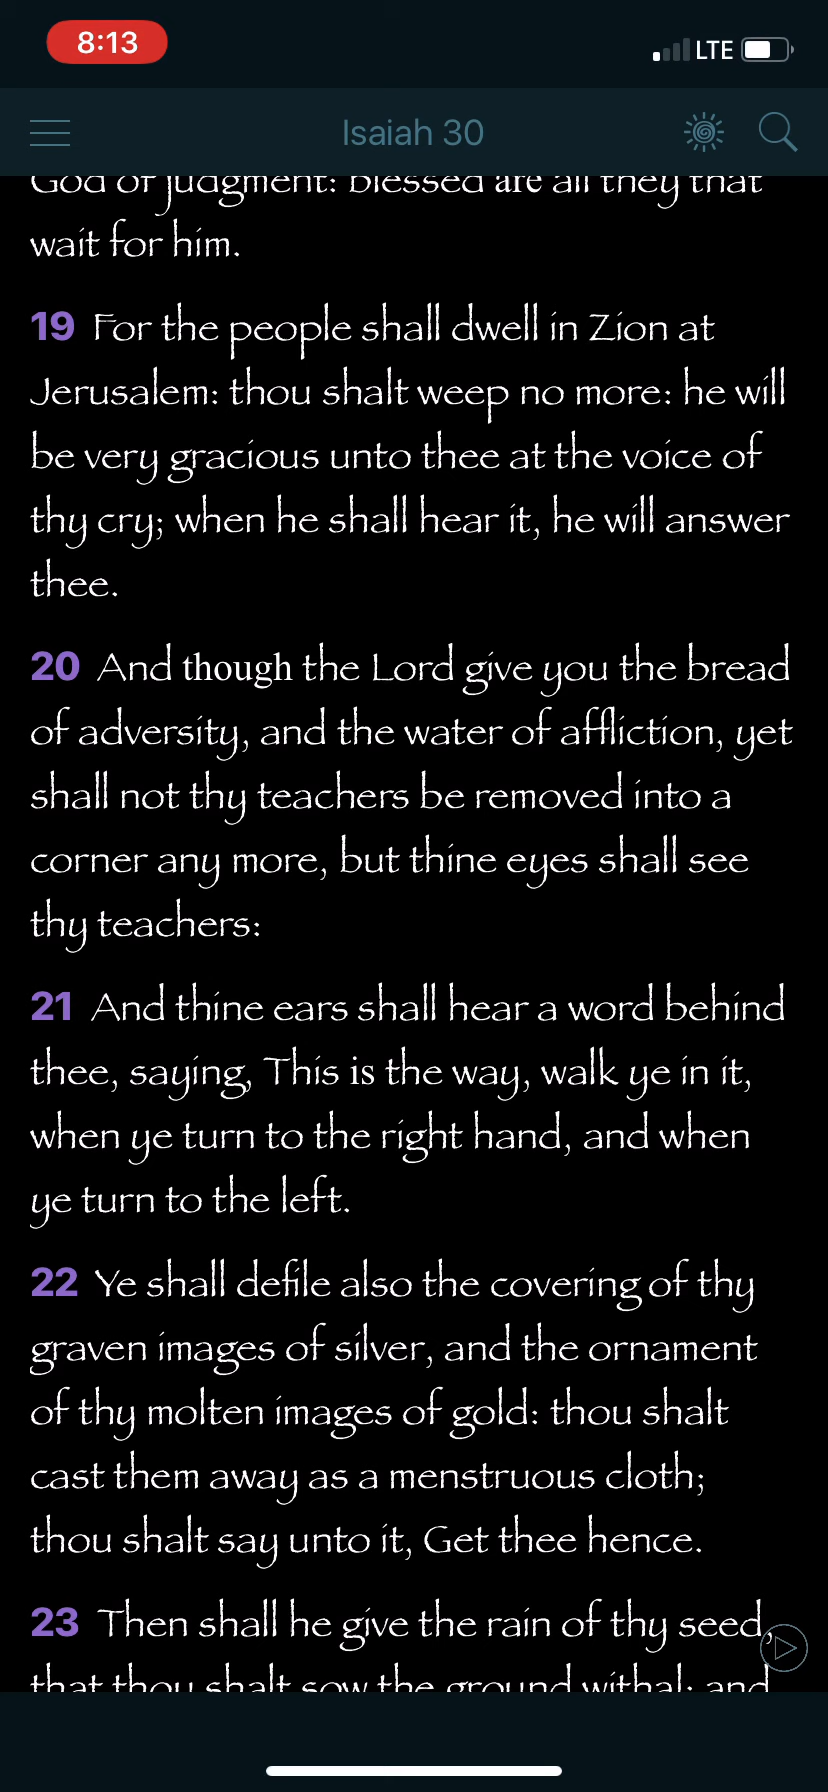 8:13
LTE
Isaiah 30
God of judgment: blessed are all they that
wait for him.
19 For the people shall dwell in Zion at
Jerusalem: thou shalt weep no more: he will
be very gracious unto thee at the voice of
thy cry; when he shall hear it, he will answer
thee.
20 And though the Lord give you the bread
of adversity, and the water of affliction, yet
shall not thy teachers be removed into a
corner any more, but thine eyes shall see
thy teachers:
21 And thine ears shall hear a word behind
thee, saying, This is the way, walk ye in it,
when ye turn to the right hand, and when
ye turn to the left.
22 Ye shall defile also the covering of thy
graven images of silver, and the ornament
of thy molten images of gold: thou shalt
cast them away as a menstruous cloth;
thou shalt say unto it, Get thee hence.
23 Then shall he give the rain of thy seed,
that thou shalt sow the ground withal; and